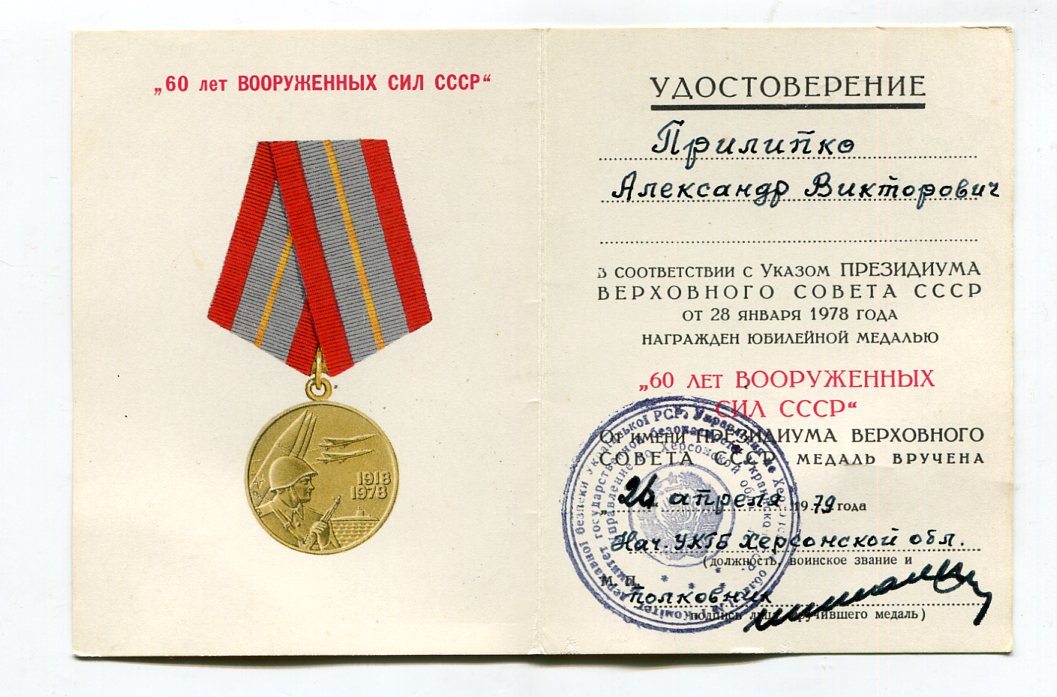 „60 лет ВООРУЖЕННЫХ СИЛ СССР“
1918
1978
УДОСТОВЕРЕНИЕ
Прилипко
Александр Викторович
В СООТВЕТСТВИИ С УКАЗОМ ПРЕЗИДИУМА
ВЕРХОВНОГО СОВЕТА СССР
ОТ 28 ЯНВАРЯ 1978 ГОДА
НАГРАЖДЕН ЮБИЛЕЙНОЙ МЕДАЛЬЮ
„60 ЛЕТ ВООРУЖЕННЫХ
СИЛ СССР“
ОТ ИМЕНИ ПРЕЗИДИУМА ВЕРХОВНОГО
СОВЕТА СССР МЕДАЛЬ ВРУЧЕНА
„26 апреля 1979 года
Нач. УКГБ Херсонской обл.
(должность, воинское звание и
М. П.
полковник
подпись лица, вручившего медаль)